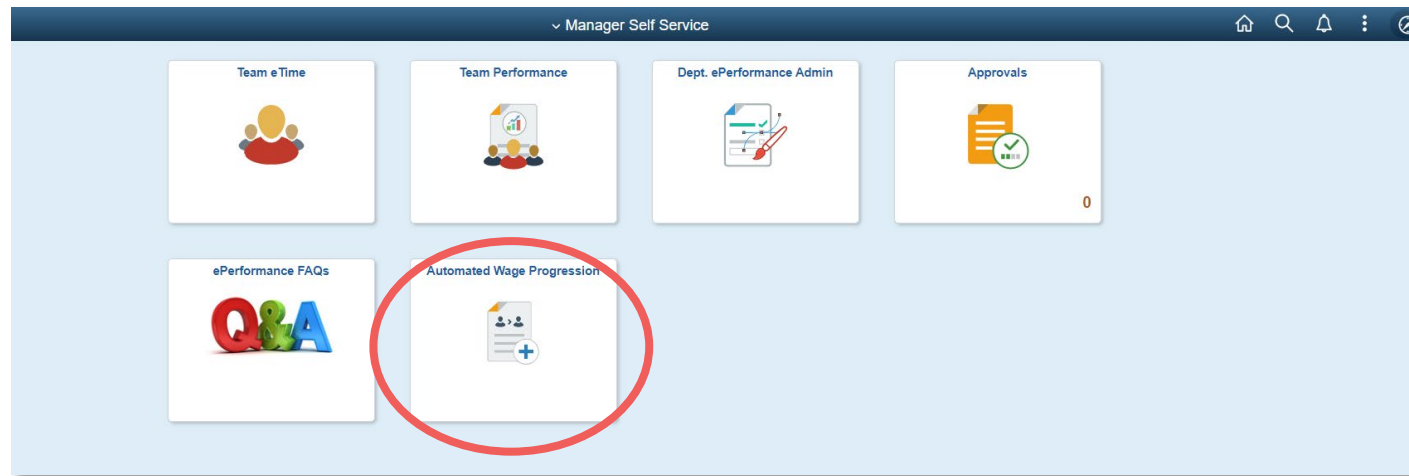 Manager Self Service
Team eTime
Team Performance
Dept. ePerformance Admin
Approvals
0
ePerformance FAQs
Automated Wage Progression
Q&A